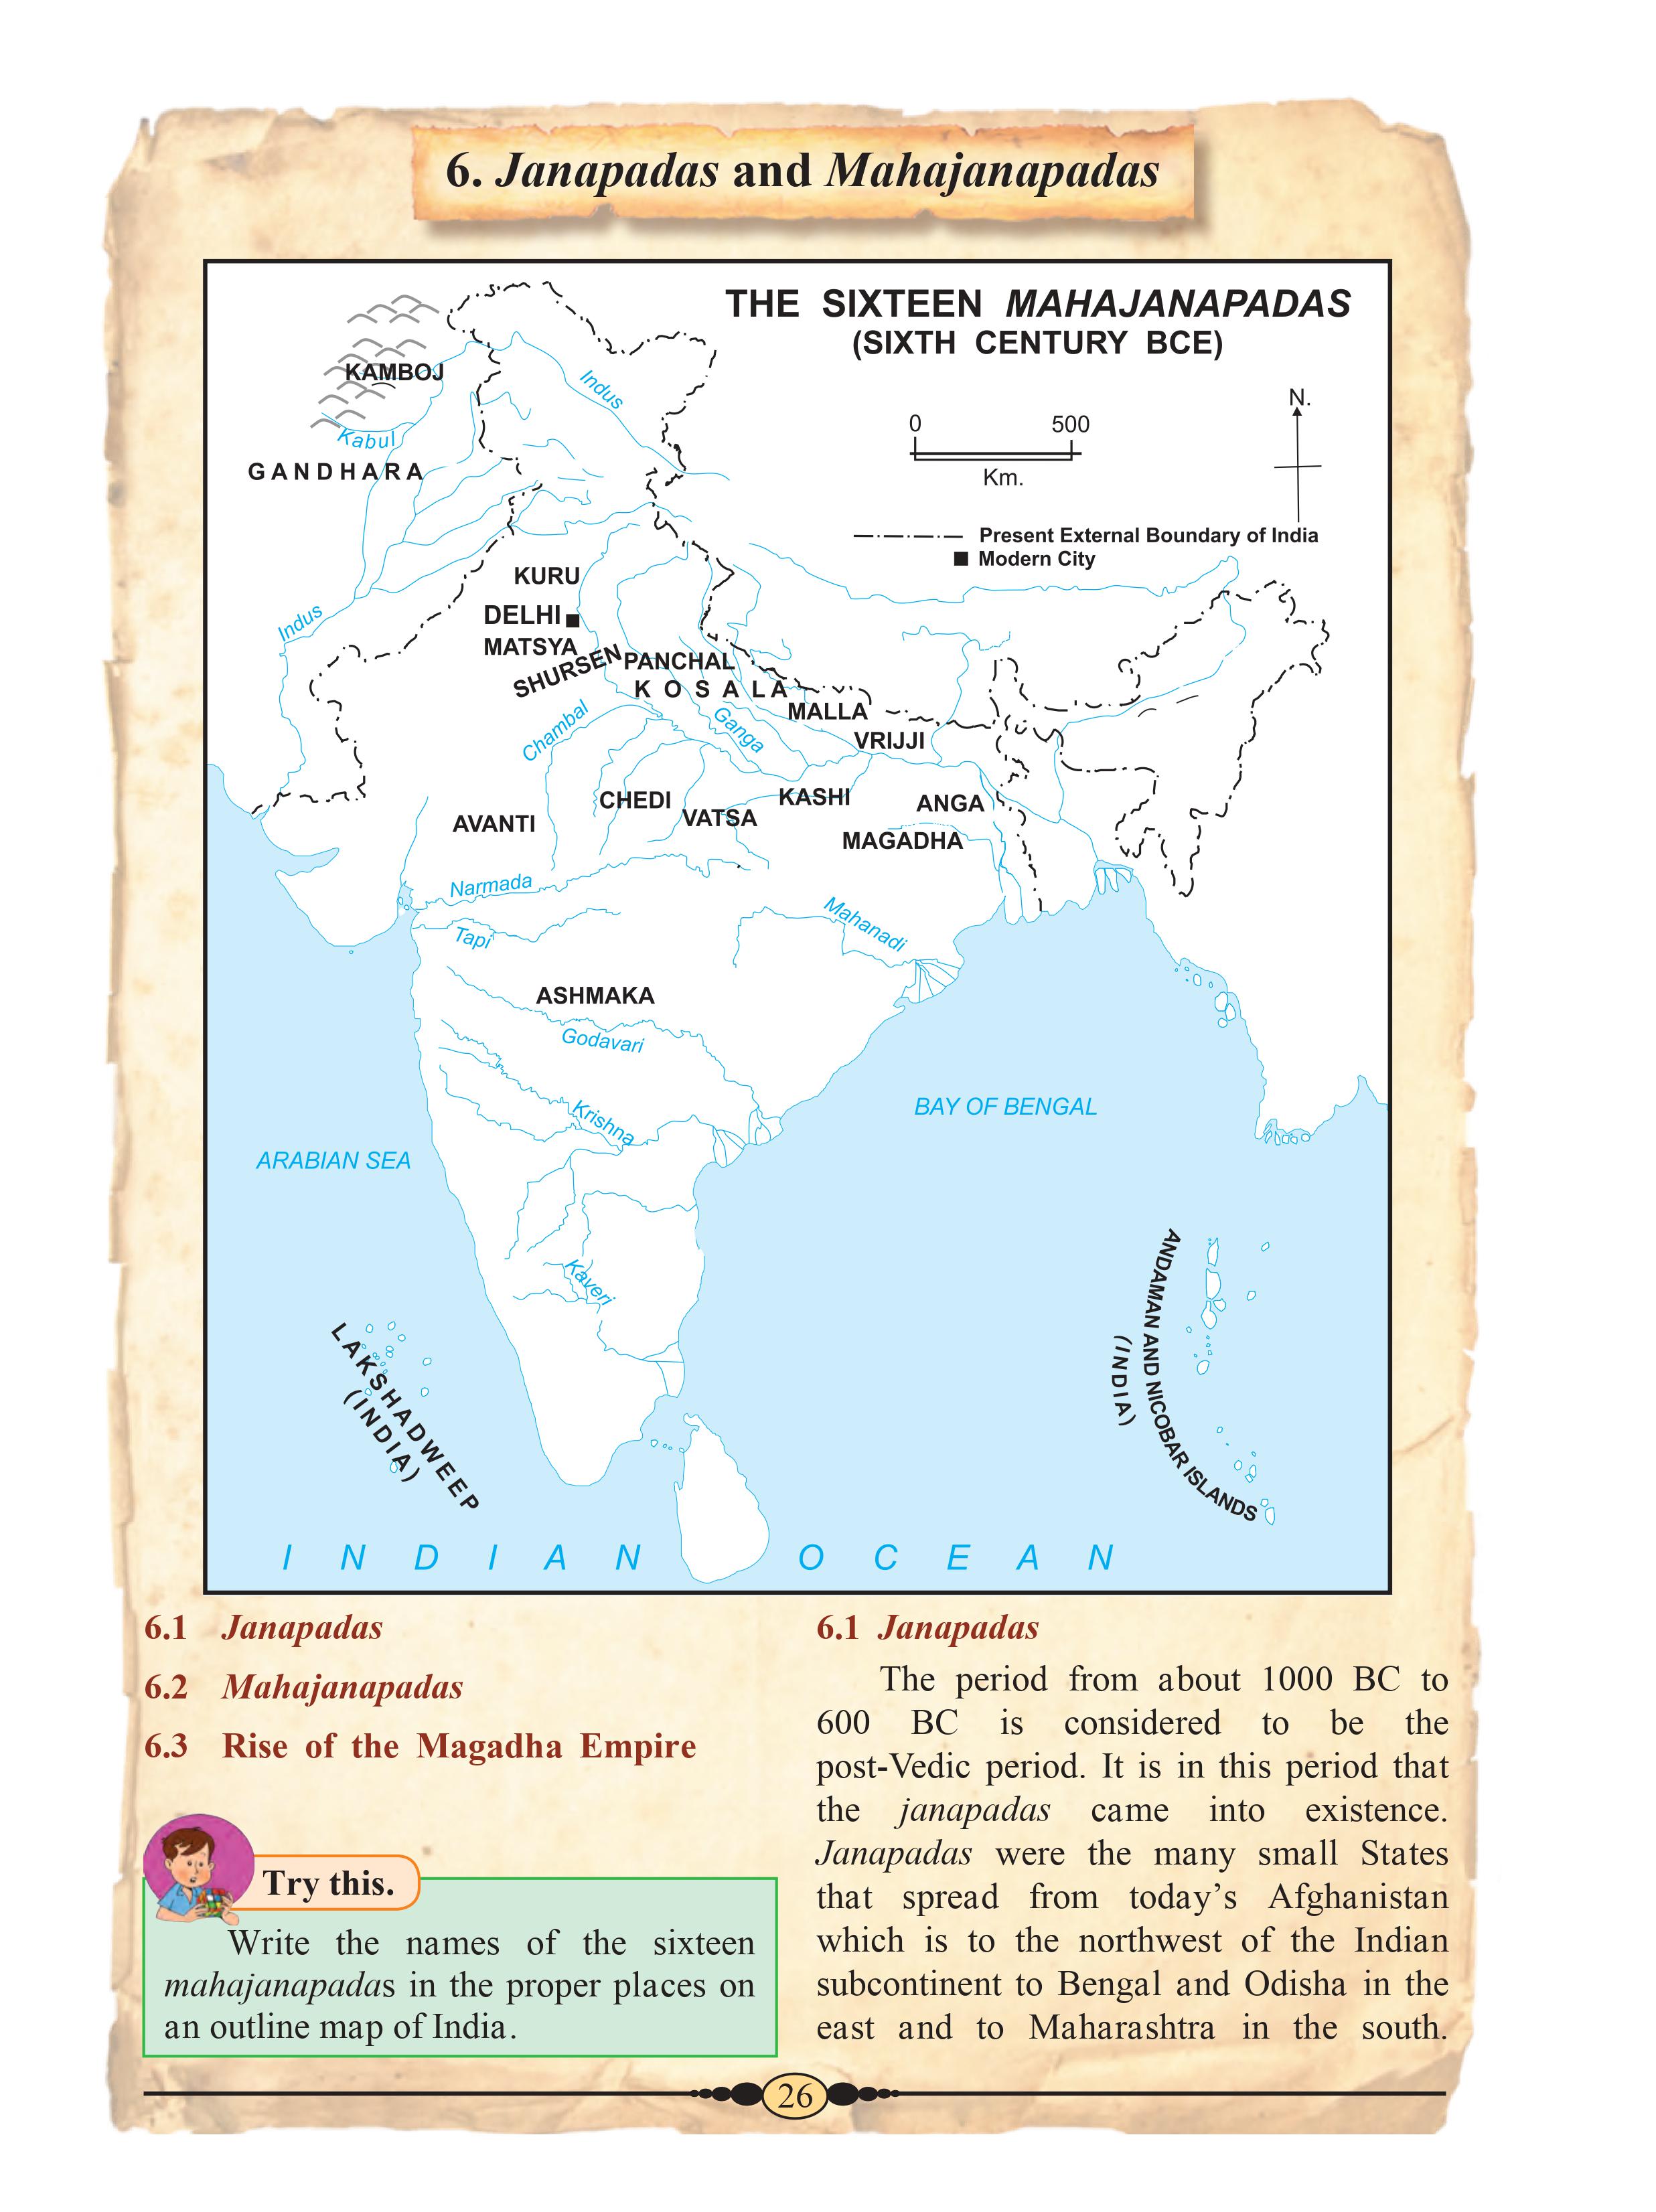 6. Janapadas and Mahajanapadas
THE SIXTEEN MAHAJANAPADAS
(SIXTH CENTURY BCE)
KAMBOJ
Indus
N.
0 500
Km.
Kabul
GANDHARA
Present External Boundary of India
Modern City
KURU
DELHI
Indus
MATSYA
SHURSEN
PANCHAL
KOSALA
MALLA
Chambal
Ganga
VRIJJI
CHEDI
KASHI
ANGA
VATSA
AVANTI
MAGADHA
Narmada
Mahanadi
Tapi
ASHMAKA
Godavari
Krishna
BAY OF BENGAL
ARABIAN SEA
Kaveri
LAKSHADWEEP
(INDIA)
ANDAMAN AND NICOBAR ISLANDS
(INDIA)
INDIAN OCEAN
6.1 Janapadas
6.2 Mahajanapadas
6.3 Rise of the Magadha Empire
Try this.
Write the names of the sixteen
mahajanapadas in the proper places on
an outline map of India.
6.1 Janapadas
The period from about 1000 BC to
600 BC is considered to be the
post-Vedic period. It is in this period that
the janapadas came into existence.
Janapadas were the many small States
that spread from today's Afghanistan
which is to the northwest of the Indian
subcontinent to Bengal and Odisha in the
east and to Maharashtra in the south.
26